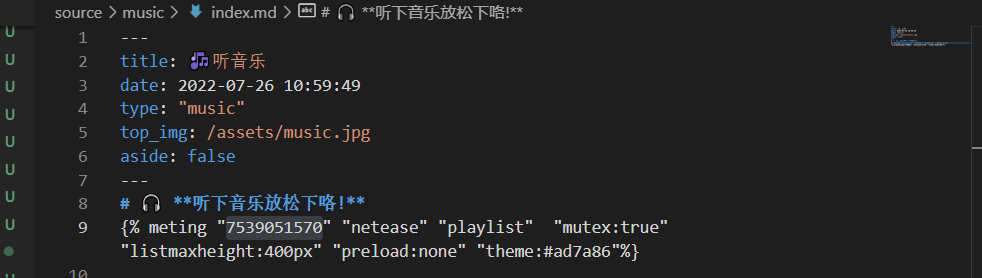 source > music > index.md > # 🎧 **听下音乐放松下咯!**
U 1 ---
U 2 title: 🎵听音乐
U 3 date: 2022-07-26 10:59:49
U 4 type: "music"
U 5 top_img: /assets/music.jpg
U 6 aside: false
U 7 ---
U 8 # 🎧 **听下音乐放松下咯!**
U 9 {% meting "7539051570" "netease" "playlist"  "mutex:true"
"listmaxheight:400px" "preload:none" "theme:#ad7a86"%}
10